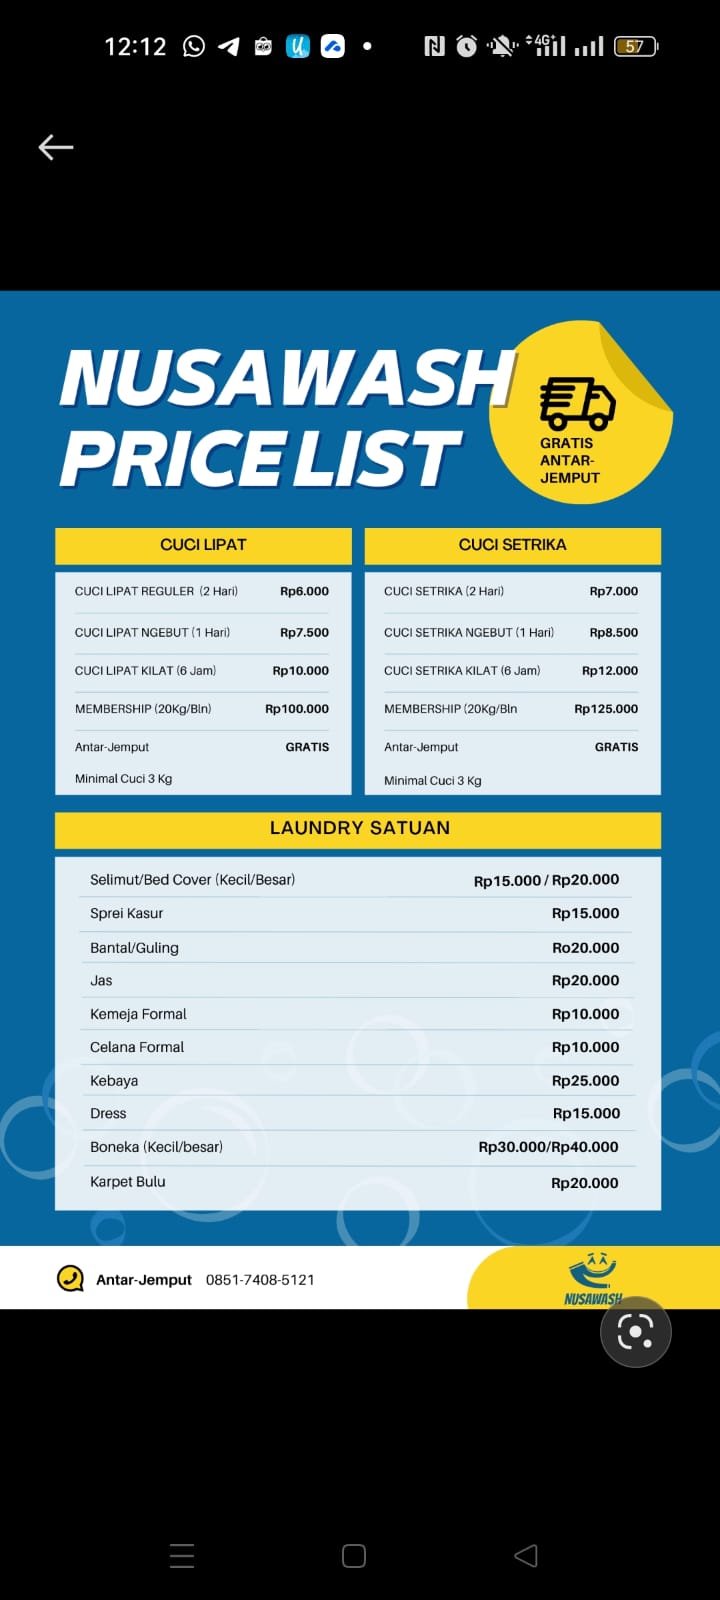 12:12
4G+
57
NUSAWASH
PRICE LIST
GRATIS
ANTAR-
JEMPUT
CUCI LIPAT
CUCI LIPAT REGULER (2 Hari) Rp6.000
CUCI LIPAT NGEBUT (1 Hari) Rp7.500
CUCI LIPAT KILAT (6 Jam) Rp10.000
MEMBERSHIP (20Kg/Bln) Rp100.000
Antar-Jemput GRATIS
Minimal Cuci 3 Kg
CUCI SETRIKA
CUCI SETRIKA (2 Hari) Rp7.000
CUCI SETRIKA NGEBUT (1 Hari) Rp8.500
CUCI SETRIKA KILAT (6 Jam) Rp12.000
MEMBERSHIP (20Kg/Bln Rp125.000
Antar-Jemput GRATIS
Minimal Cuci 3 Kg
LAUNDRY SATUAN
Selimut/Bed Cover (Kecil/Besar) Rp15.000 / Rp20.000
Sprei Kasur Rp15.000
Bantal/Guling Ro20.000
Jas Rp20.000
Kemeja Formal Rp10.000
Celana Formal Rp10.000
Kebaya Rp25.000
Dress Rp15.000
Boneka (Kecil/besar) Rp30.000/Rp40.000
Karpet Bulu Rp20.000
Antar-Jemput 0851-7408-5121
NUSAWASH